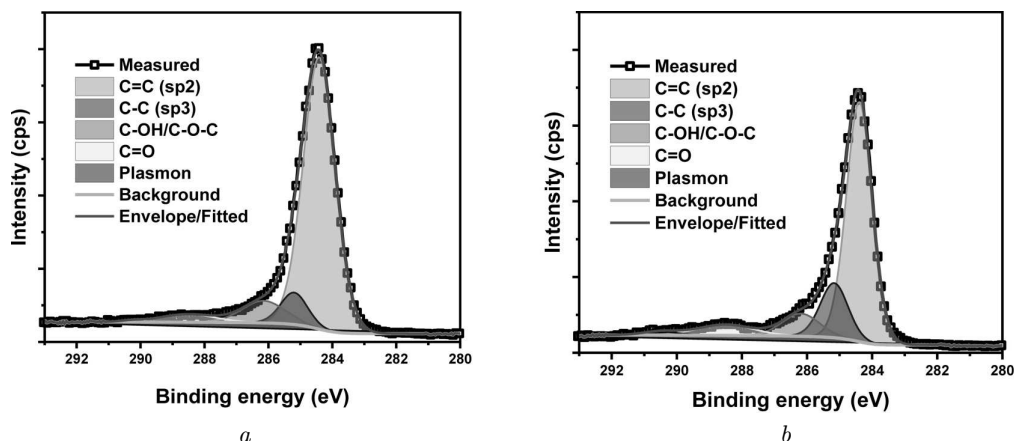 Measured
C=C (sp2)
C-C (sp3)
C-OH/C-O-C
C=O
Plasmon
Background
Envelope/Fitted
Intensity (cps)
292 290 288 286 284 282 280
Binding energy (eV)
a
Measured
C=C (sp2)
C-C (sp3)
C-OH/C-O-C
C=O
Plasmon
Background
Envelope/Fitted
Intensity (cps)
292 290 288 286 284 282 280
Binding energy (eV)
b